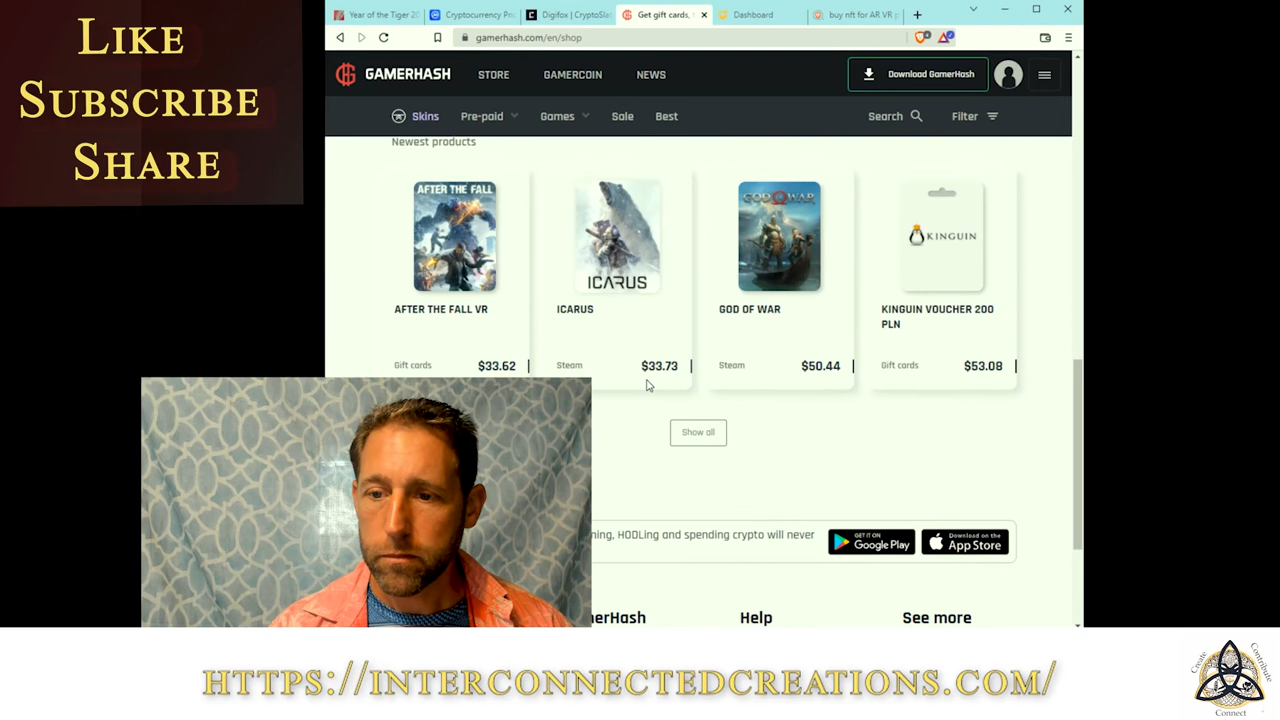 LIKE
SUBSCRIBE
SHARE
Year of the Tiger 20
Cryptocurrency Pri
Digifox | CryptoSla
Get gift cards,
Dashboard
buy nft for AR VR p
gamerhash.com/en/shop
GAMERHASH
STORE
GAMERCOIN
NEWS
Download GamerHash
Skins
Pre-paid
Games
Sale
Best
Search
Filter
Newest products
AFTER THE FALL
ICARUS
GOD OF WAR
KINGUIN
AFTER THE FALL VR
ICARUS
GOD OF WAR
KINGUIN VOUCHER 200
PLN
Gift cards
$33.62
Steam
$33.73
Steam
$50.44
Gift cards
$53.08
Show all
HODLing and spending crypto will never
GET IT ON
Google Play
Download on the
App Store
Help
See more
HTTPS://INTERCONNECTEDCREATIONS.COM/
Create
Contribute
Connect